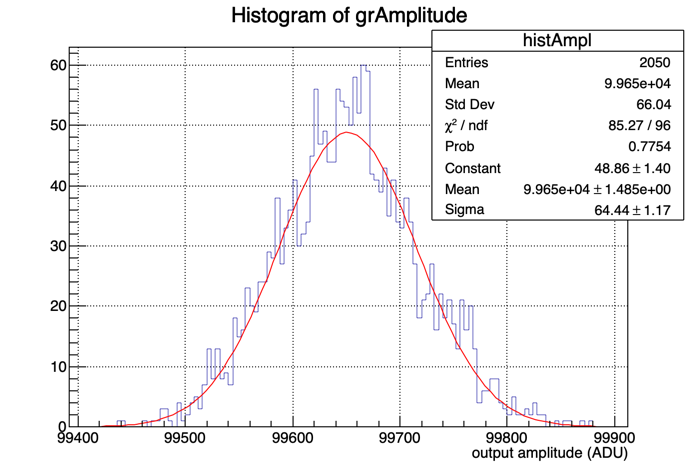 Histogram of grAmplitude
histAmpl
Entries 2050
Mean 9.965e+04
Std Dev 66.04
χ² / ndf 85.27 / 96
Prob 0.7754
Constant 48.86 ± 1.40
Mean 9.965e+04 ± 1.485e+00
Sigma 64.44 ± 1.17
60
50
40
30
20
10
0
99400 99500 99600 99700 99800 99900
output amplitude (ADU)